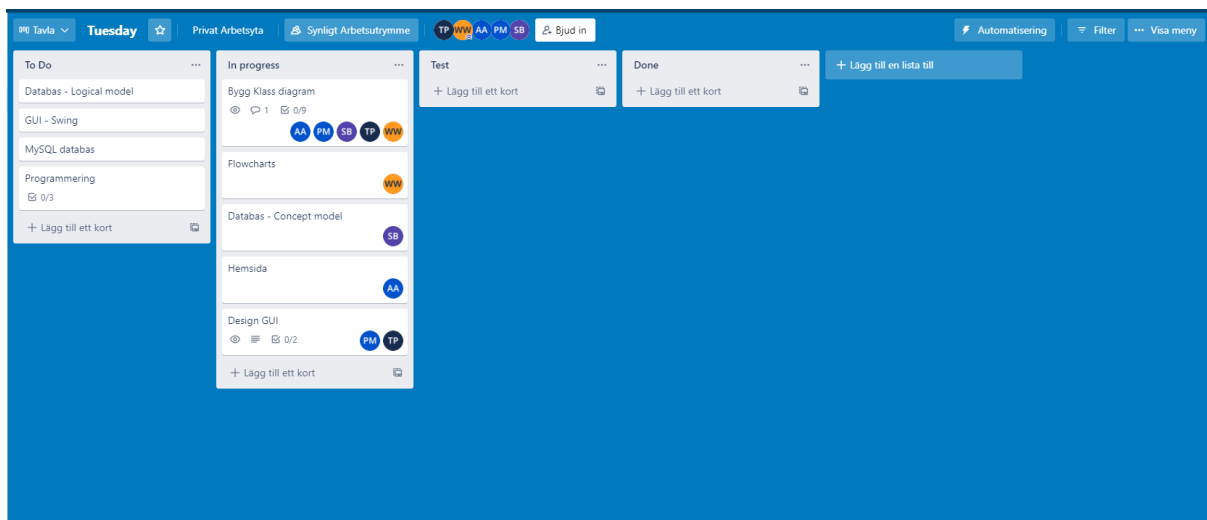 Tavla Tuesday Privat Arbetsyta Synligt Arbetsutrymme TP WW AA PM SB Bjud in Automatisering Filter Visa meny
To Do
Databas - Logical model
GUI - Swing
MySQL databas
Programmering
0/3
Lägg till ett kort
In progress
Bygg Klass diagram
1 0/9
AA PM SB TP WW
Flowcharts
WW
Databas - Concept model
SB
Hemsida
AA
Design GUI
0/2 PM TP
Lägg till ett kort
Test
Lägg till ett kort
Done
Lägg till ett kort
Lägg till en lista till